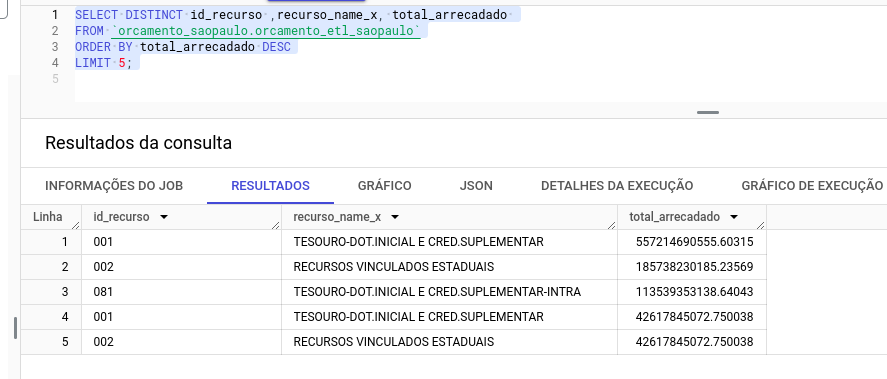 1 SELECT DISTINCT id_recurso ,recurso_name_x, total_arrecadado
2 FROM `orcamento_saopaulo.orcamento_etl_saopaulo`
3 ORDER BY total_arrecadado DESC
4 LIMIT 5;
5
Resultados da consulta
INFORMAÇÕES DO JOB RESULTADOS GRÁFICO JSON DETALHES DA EXECUÇÃO GRÁFICO DE EXECUÇÃO
Linha id_recurso recurso_name_x total_arrecadado
1 001 TESOURO-DOT.INICIAL E CRED.SUPLEMENTAR 557214690555.60315
2 002 RECURSOS VINCULADOS ESTADUAIS 185738230185.23569
3 081 TESOURO-DOT.INICIAL E CRED.SUPLEMENTAR-INTRA 113539353138.64043
4 001 TESOURO-DOT.INICIAL E CRED.SUPLEMENTAR 42617845072.750038
5 002 RECURSOS VINCULADOS ESTADUAIS 42617845072.750038